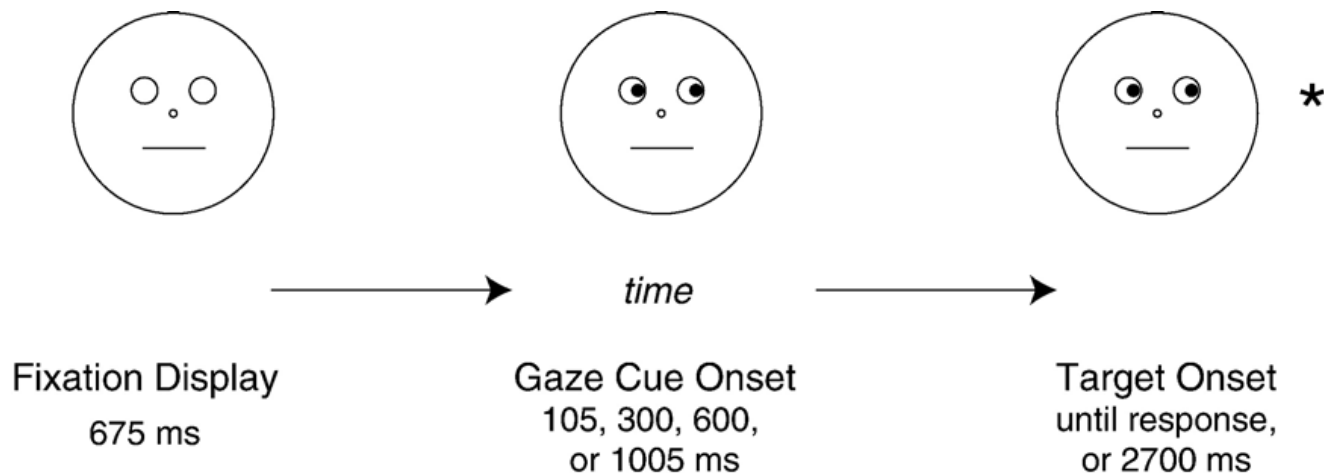 *
time
Fixation Display
675 ms
Gaze Cue Onset
105, 300, 600,
or 1005 ms
Target Onset
until response,
or 2700 ms